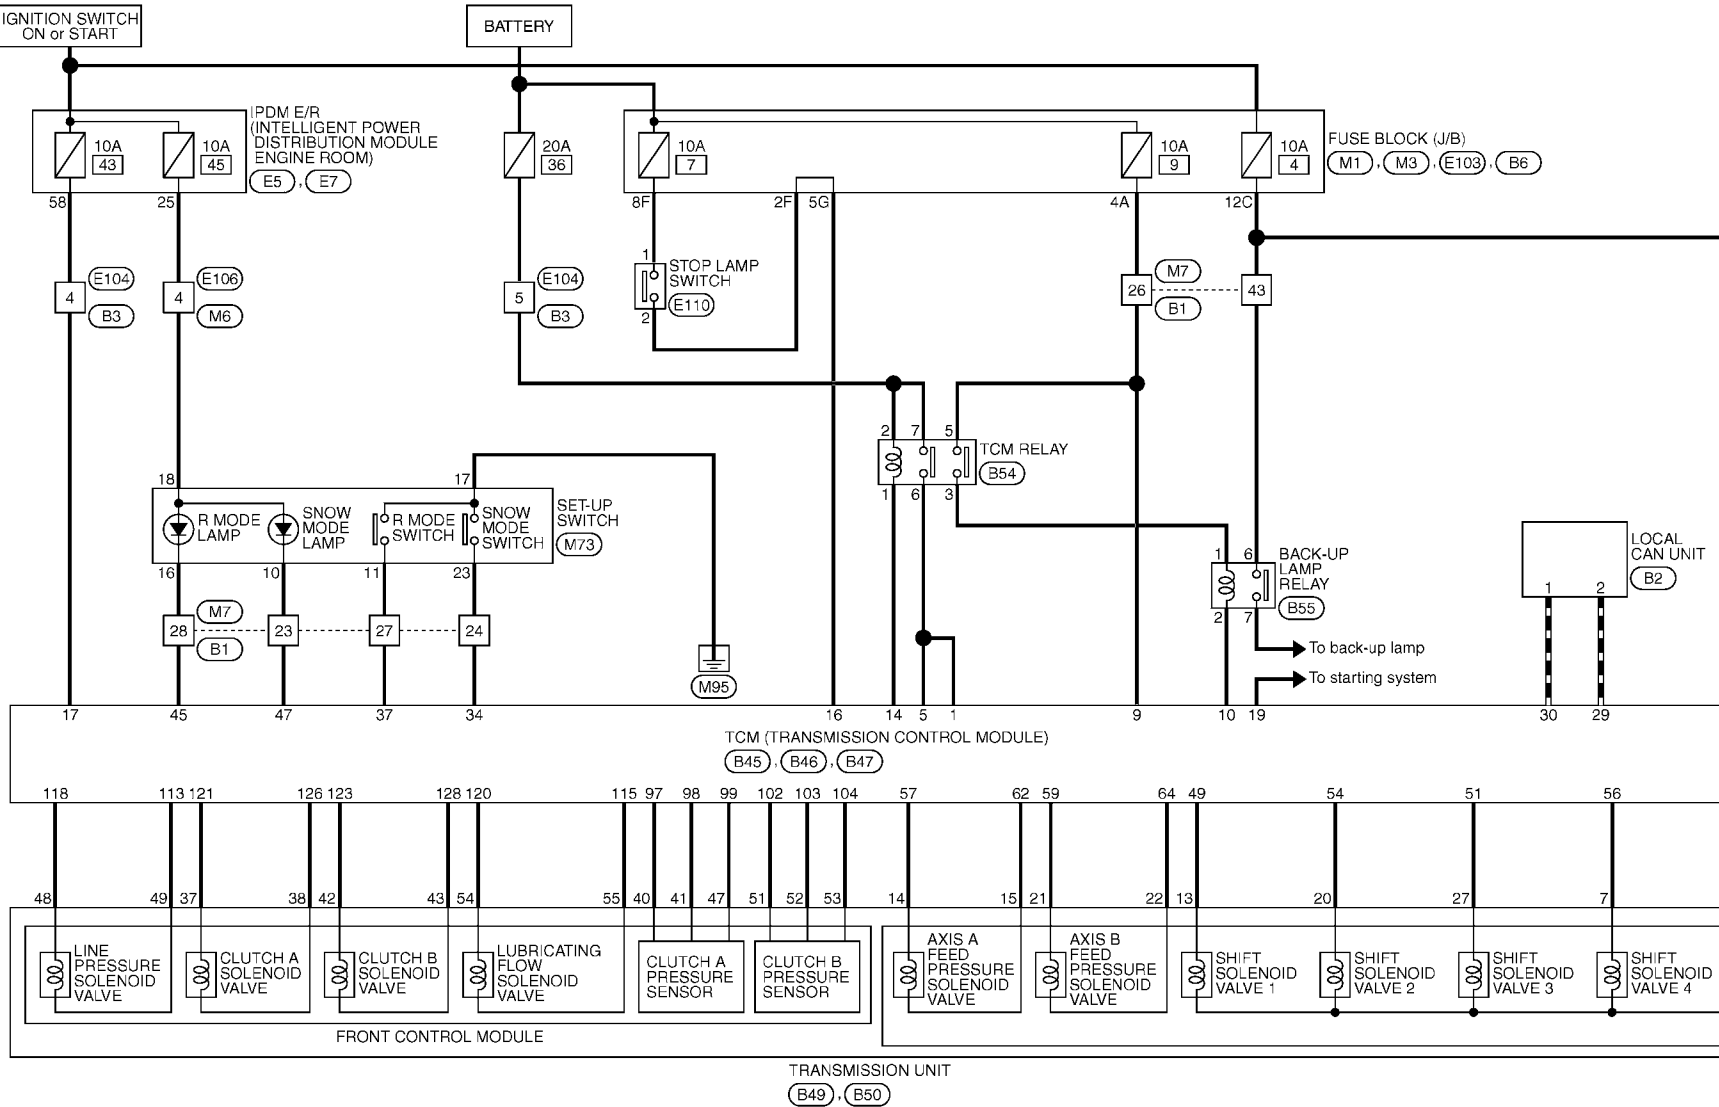 IGNITION SWITCH
ON or START
BATTERY
IPDM E/R
(INTELLIGENT POWER
DISTRIBUTION MODULE
ENGINE ROOM)
E5 , E7
10A
43
10A
45
20A
36
10A
7
10A
9
10A
4
FUSE BLOCK (J/B)
M1 , M3 , E103 , B6
58 25 8F 2F 5G 4A 12C
4
E104
B3
4
E106
M6
5
E104
B3
1
STOP LAMP
SWITCH
E110
2
26
M7
B1
43
2 7 5
TCM RELAY
B54
1 6 3
18 17
R MODE
LAMP
SNOW
MODE
LAMP
R MODE
SWITCH
SNOW
MODE
SWITCH
SET-UP
SWITCH
M73
16 10 11 23
M7
28 23 27 24
B1
M95
1 6
BACK-UP
LAMP
RELAY
B55
2 7
To back-up lamp
To starting system
LOCAL
CAN UNIT
B2
1 2
17 45 47 37 34 16 14 5 1 9 10 19 30 29
TCM (TRANSMISSION CONTROL MODULE)
B45 , B46 , B47
118 113 121 126 123 128 120 115 97 98 99 102 103 104 57 62 59 64 49 54 51 56
48 49 37 38 42 43 54 55 40 41 47 51 52 53 14 15 21 22 13 20 27 7
LINE
PRESSURE
SOLENOID
VALVE
CLUTCH A
SOLENOID
VALVE
CLUTCH B
SOLENOID
VALVE
LUBRICATING
FLOW
SOLENOID
VALVE
CLUTCH A
PRESSURE
SENSOR
CLUTCH B
PRESSURE
SENSOR
AXIS A
FEED
PRESSURE
SOLENOID
VALVE
AXIS B
FEED
PRESSURE
SOLENOID
VALVE
SHIFT
SOLENOID
VALVE 1
SHIFT
SOLENOID
VALVE 2
SHIFT
SOLENOID
VALVE 3
SHIFT
SOLENOID
VALVE 4
FRONT CONTROL MODULE
TRANSMISSION UNIT
B49 , B50